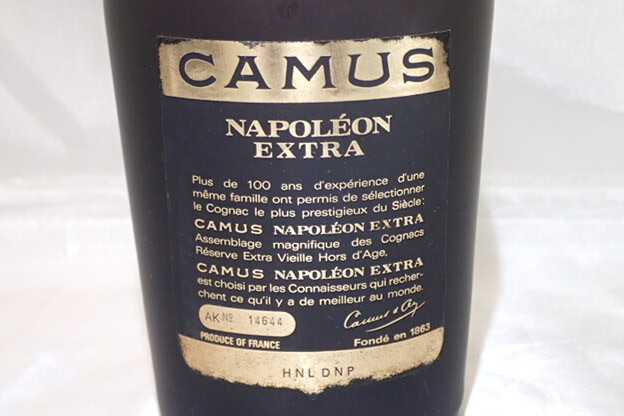 CAMUS
NAPOLÉON
EXTRA
Plus de 100 ans d'expérience d'une
même famille ont permis de sélectionner
le Cognac le plus prestigieux du Siècle:
CAMUS NAPOLÉON EXTRA
Assemblage magnifique des Cognacs
Réserve Extra Vieille Hors d'Age.
CAMUS NAPOLÉON EXTRA
est choisi par les Connaisseurs qui recher-
chent ce qu'il y a de meilleur au monde.
AK Nº 14644
PRODUCE OF FRANCE
Fondé en 1863
HNL DNP